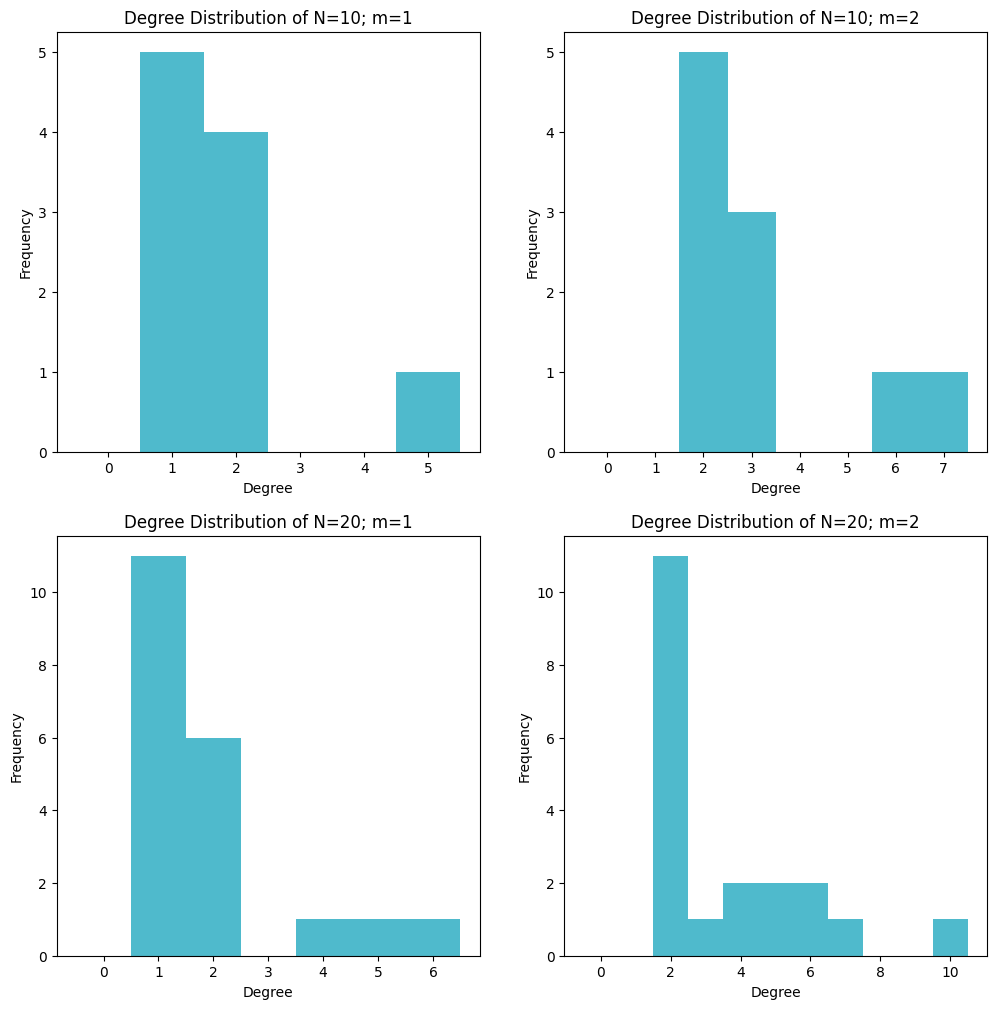 Degree Distribution of N=10; m=1
Frequency
5
4
3
2
1
0
0 1 2 3 4 5
Degree
Degree Distribution of N=10; m=2
Frequency
5
4
3
2
1
0
0 1 2 3 4 5 6 7
Degree
Degree Distribution of N=20; m=1
Frequency
10
8
6
4
2
0
0 1 2 3 4 5 6
Degree
Degree Distribution of N=20; m=2
Frequency
10
8
6
4
2
0
0 2 4 6 8 10
Degree